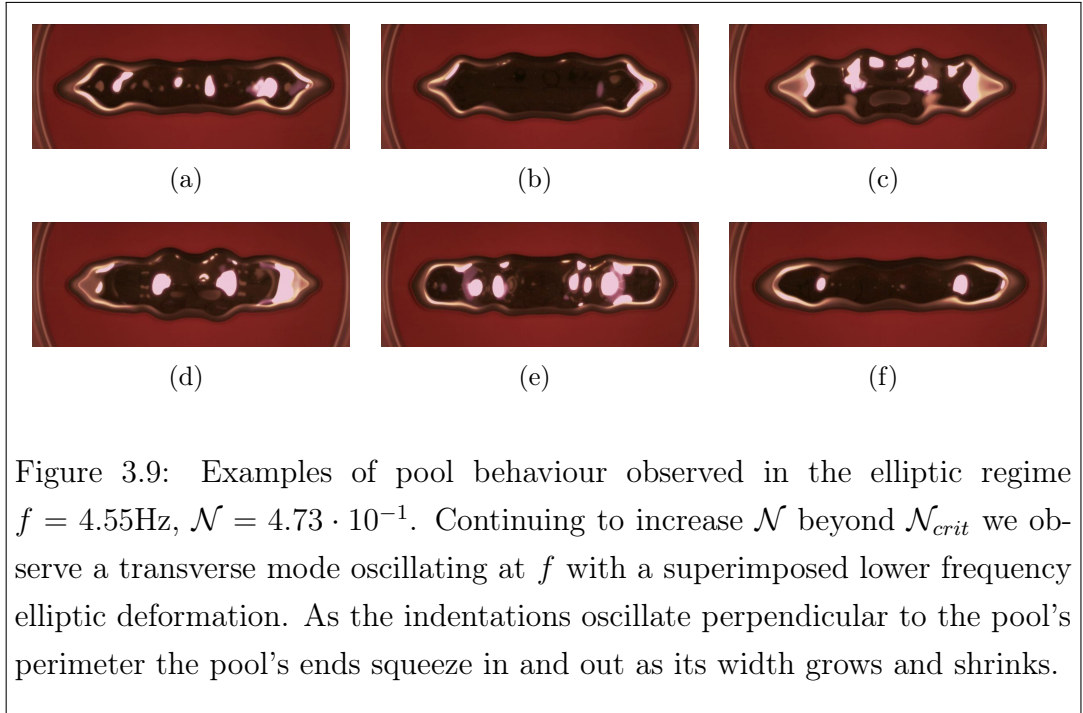 (a) (b) (c)
(d) (e) (f)
Figure 3.9: Examples of pool behaviour observed in the elliptic regime
f = 4.55Hz, 𝒩 = 4.73 · 10⁻¹. Continuing to increase 𝒩 beyond 𝒩crit we ob-
serve a transverse mode oscillating at f with a superimposed lower frequency
elliptic deformation. As the indentations oscillate perpendicular to the pool's
perimeter the pool's ends squeeze in and out as its width grows and shrinks.